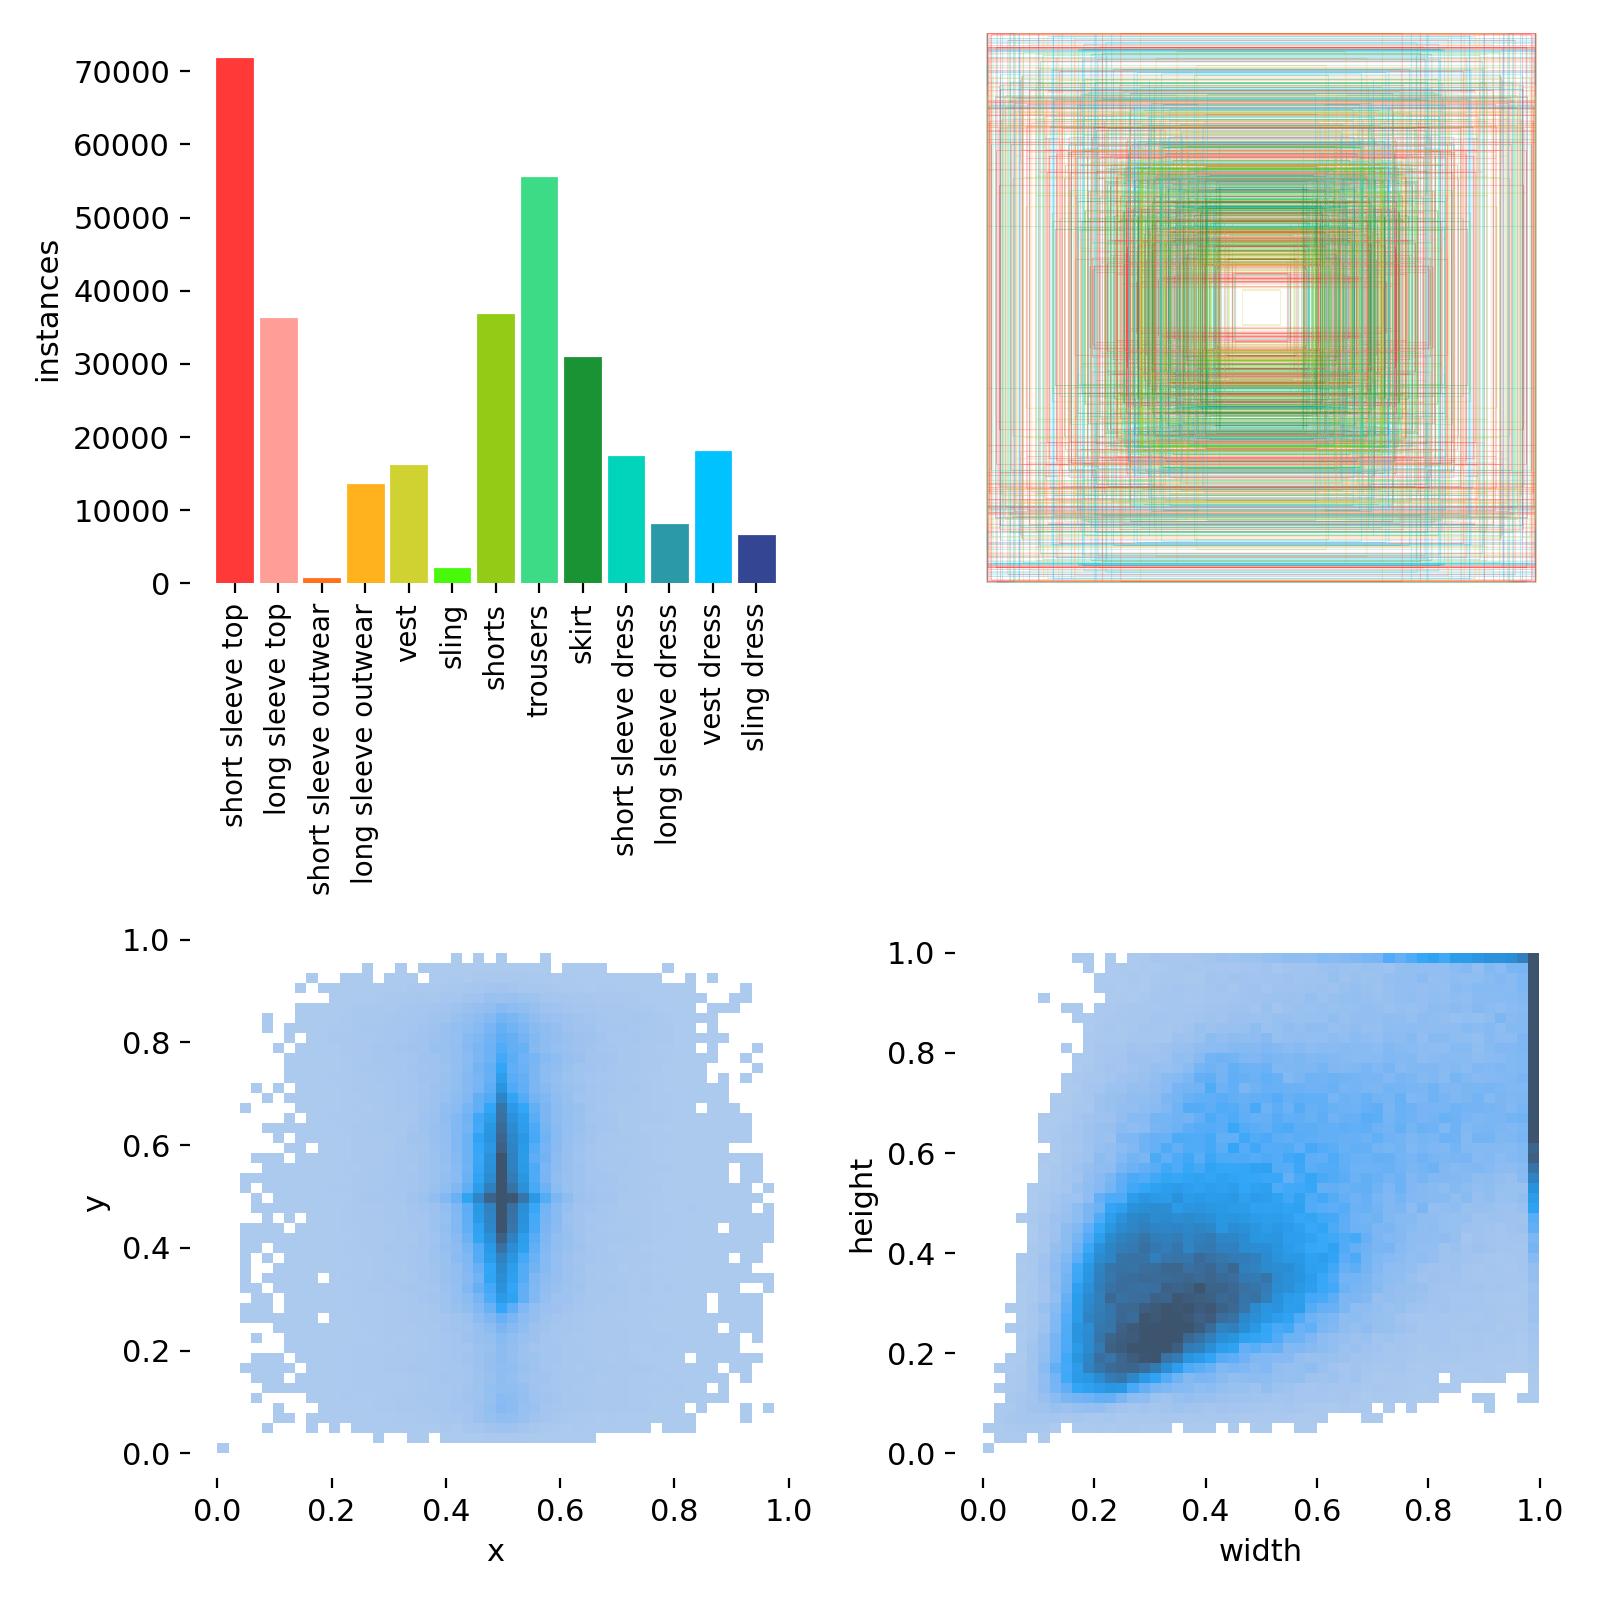 70000
60000
50000
40000
30000
20000
10000
0
instances
short sleeve top
long sleeve top
short sleeve outwear
long sleeve outwear
vest
sling
shorts
trousers
skirt
short sleeve dress
long sleeve dress
vest dress
sling dress
1.0
0.8
0.6
0.4
0.2
0.0
y
0.0 0.2 0.4 0.6 0.8 1.0
x
1.0
0.8
0.6
0.4
0.2
0.0
height
0.0 0.2 0.4 0.6 0.8 1.0
width